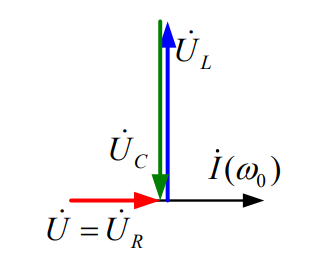 U̇_L
U̇_C
İ(ω₀)
U̇ = U̇_R